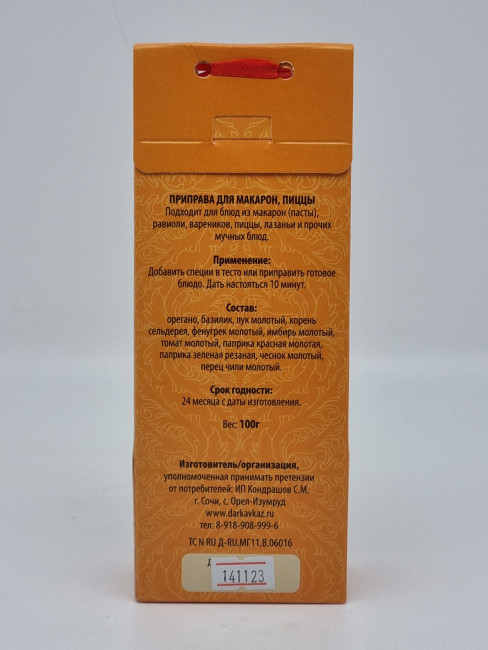 ПРИПРАВА ДЛЯ МАКАРОН, ПИЦЦЫ
Подходит для блюд из макарон (пасты),
равиоли, вареников, пиццы, лазаньи и прочих
мучных блюд.
Применение:
Добавить специи в тесто или приправить готовое
блюдо. Дать настояться 10 минут.
Состав:
орегано, базилик, лук молотый, корень
сельдерея, фенугрек молотый, имбирь молотый,
томат молотый, паприка красная молотая,
паприка зеленая резаная, чеснок молотый,
перец чили молотый.
Срок годности:
24 месяца с даты изготовления.
Вес: 100г
Изготовитель/организация,
уполномоченная принимать претензии
от потребителей: ИП Кондрашов С.М.
г. Сочи, с. Орел-Изумруд
www.darkavkaz.ru
тел: 8-918-908-999-6
ТС N RU Д-RU,МГ11.В.06016
141123